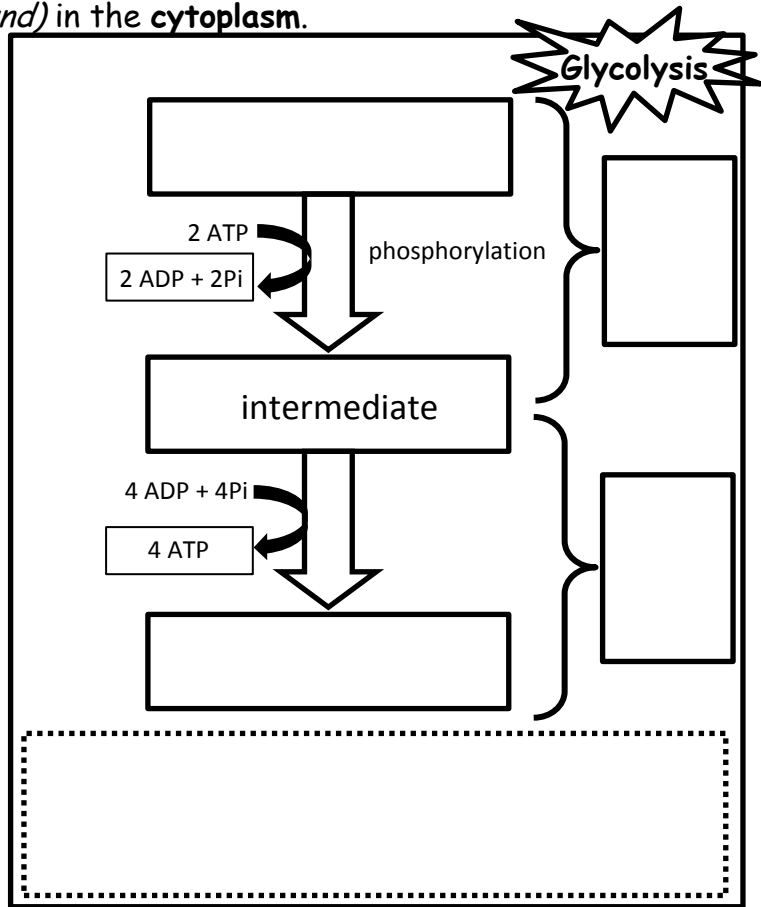 nd) in the cytoplasm.
Glycolysis
2 ATP
phosphorylation
2 ADP + 2Pi
intermediate
4 ADP + 4Pi
4 ATP